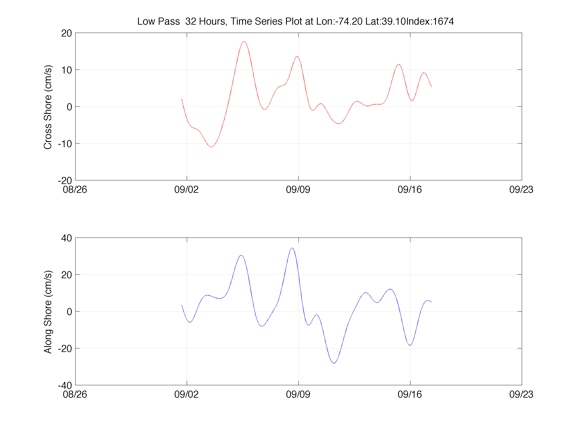 Low Pass  32 Hours, Time Series Plot at Lon:-74.20 Lat:39.10Index:1674
20
10
0
-10
-20
Cross Shore (cm/s)
08/26 09/02 09/09 09/16 09/23
40
20
0
-20
-40
Along Shore (cm/s)
08/26 09/02 09/09 09/16 09/23